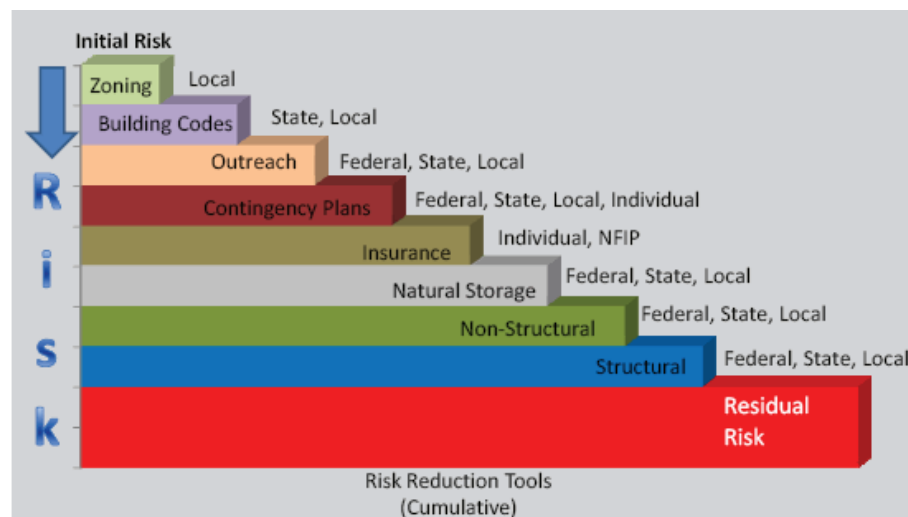 Initial Risk
Zoning
Local
Building Codes
State, Local
Outreach
Federal, State, Local
Contingency Plans
Federal, State, Local, Individual
Insurance
Individual, NFIP
Natural Storage
Federal, State, Local
Non-Structural
Federal, State, Local
Structural
Federal, State, Local
Residual
Risk
Risk
Risk Reduction Tools
(Cumulative)